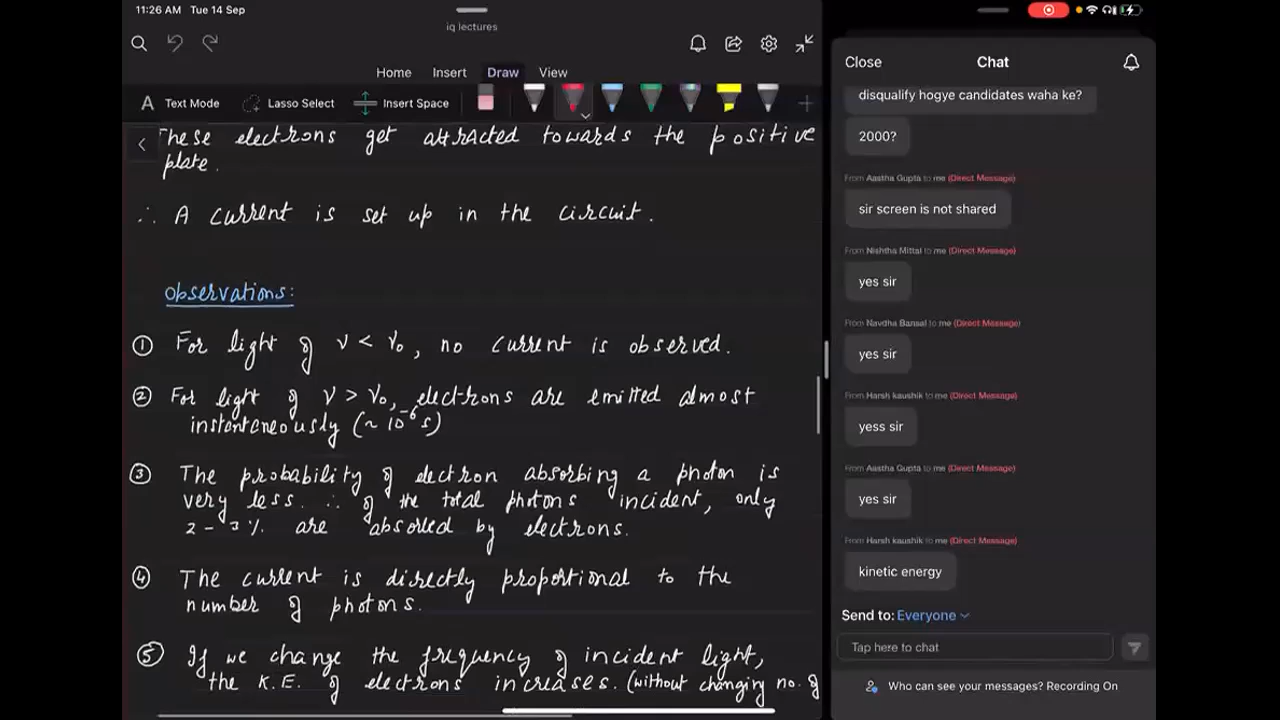 11:26 AM Tue 14 Sep
iq lectures
Home Insert Draw View
Text Mode Lasso Select Insert Space
These electrons get attracted towards the positive
plate.
∴ A current is set up in the circuit.
Observations:
① For light of ν < ν₀, no current is observed.
② For light of ν > ν₀, electrons are emitted almost
instantaneously (~ 10⁻⁶s)
③ The probability of electron absorbing a photon is
very less. ∴ of the total photons incident, only
2-3% are absorbed by electrons.
④ The current is directly proportional to the
number of photons.
⑤ If we change the frequency of incident light,
the K.E. of electrons increases. (without changing no. of
Close Chat
disqualify hogye candidates waha ke?
2000?
From Aastha Gupta to me (Direct Message)
sir screen is not shared
From Nishtha Mittal to me (Direct Message)
yes sir
From Navdha Bansal to me (Direct Message)
yes sir
From Harsh kaushik to me (Direct Message)
yess sir
From Aastha Gupta to me (Direct Message)
yes sir
From Harsh kaushik to me (Direct Message)
kinetic energy
Send to: Everyone
Tap here to chat
Who can see your messages? Recording On